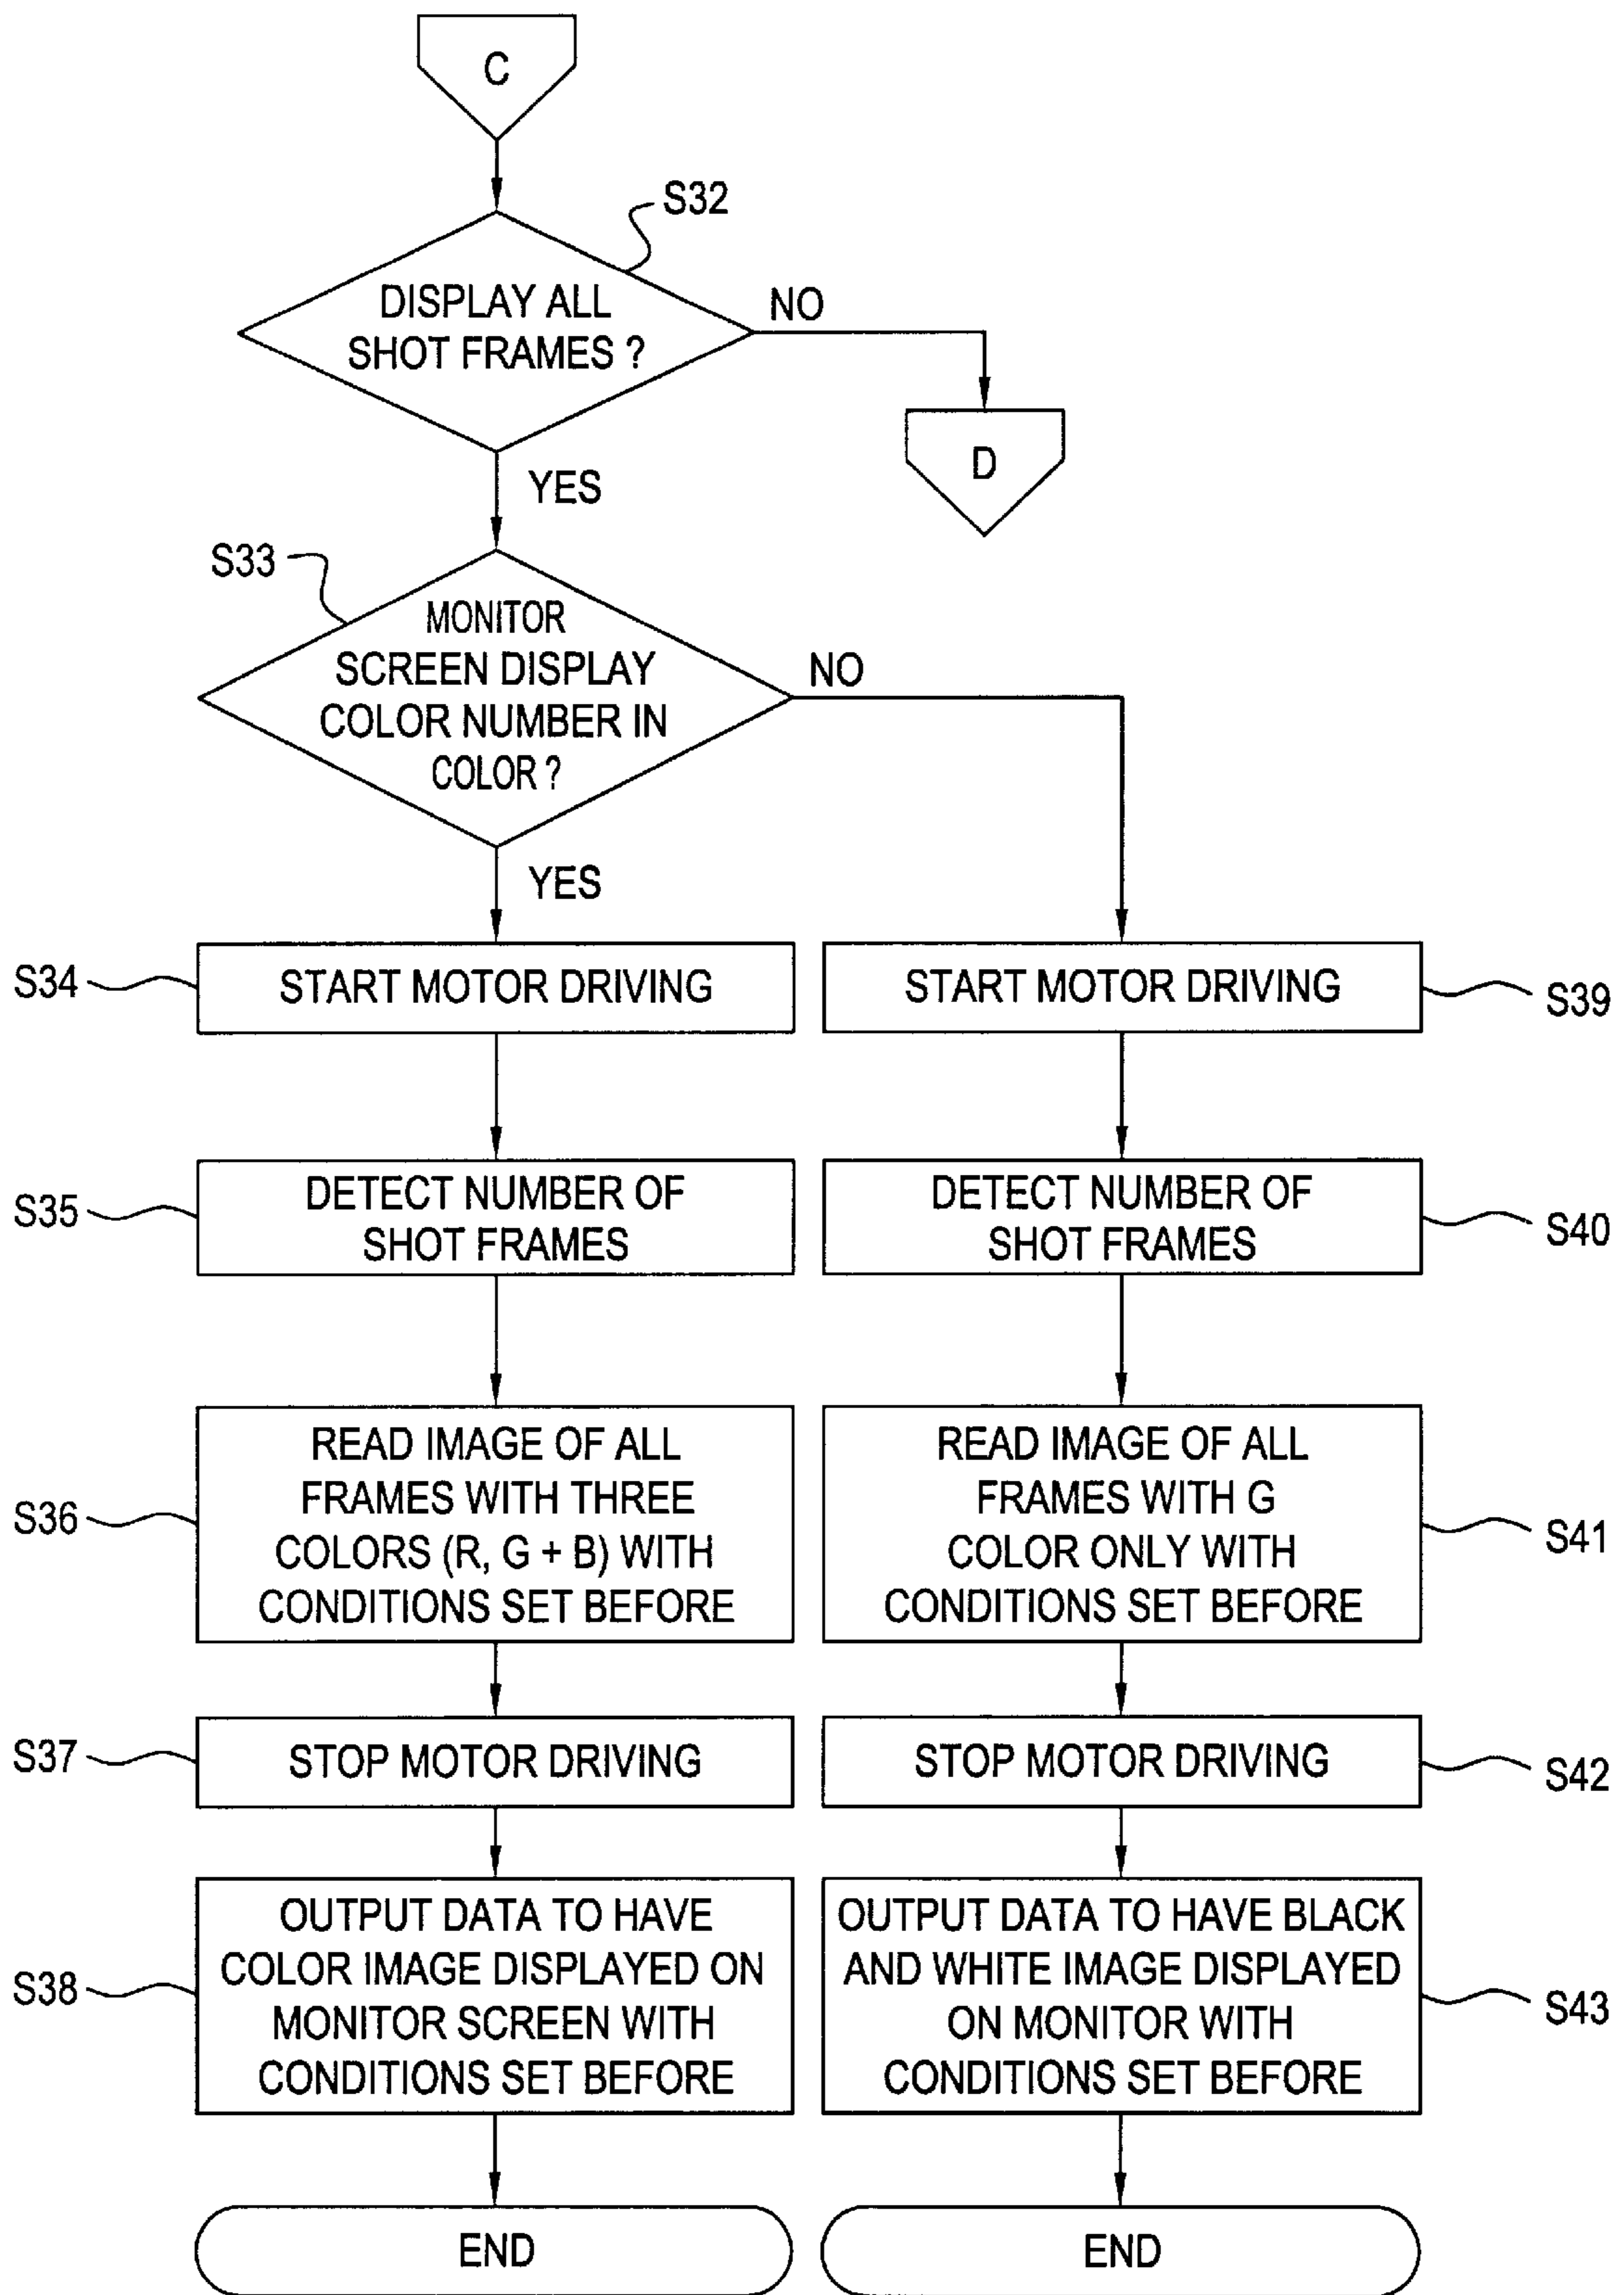 C
S32
DISPLAY ALL
SHOT FRAMES ?
NO
D
YES
S33
MONITOR
SCREEN DISPLAY
COLOR NUMBER IN
COLOR ?
NO
YES
S34
START MOTOR DRIVING
START MOTOR DRIVING
S39
S35
DETECT NUMBER OF
SHOT FRAMES
DETECT NUMBER OF
SHOT FRAMES
S40
S36
READ IMAGE OF ALL
FRAMES WITH THREE
COLORS (R, G + B) WITH
CONDITIONS SET BEFORE
READ IMAGE OF ALL
FRAMES WITH G
COLOR ONLY WITH
CONDITIONS SET BEFORE
S41
S37
STOP MOTOR DRIVING
STOP MOTOR DRIVING
S42
S38
OUTPUT DATA TO HAVE
COLOR IMAGE DISPLAYED ON
MONITOR SCREEN WITH
CONDITIONS SET BEFORE
OUTPUT DATA TO HAVE BLACK
AND WHITE IMAGE DISPLAYED
ON MONITOR WITH
CONDITIONS SET BEFORE
S43
END
END